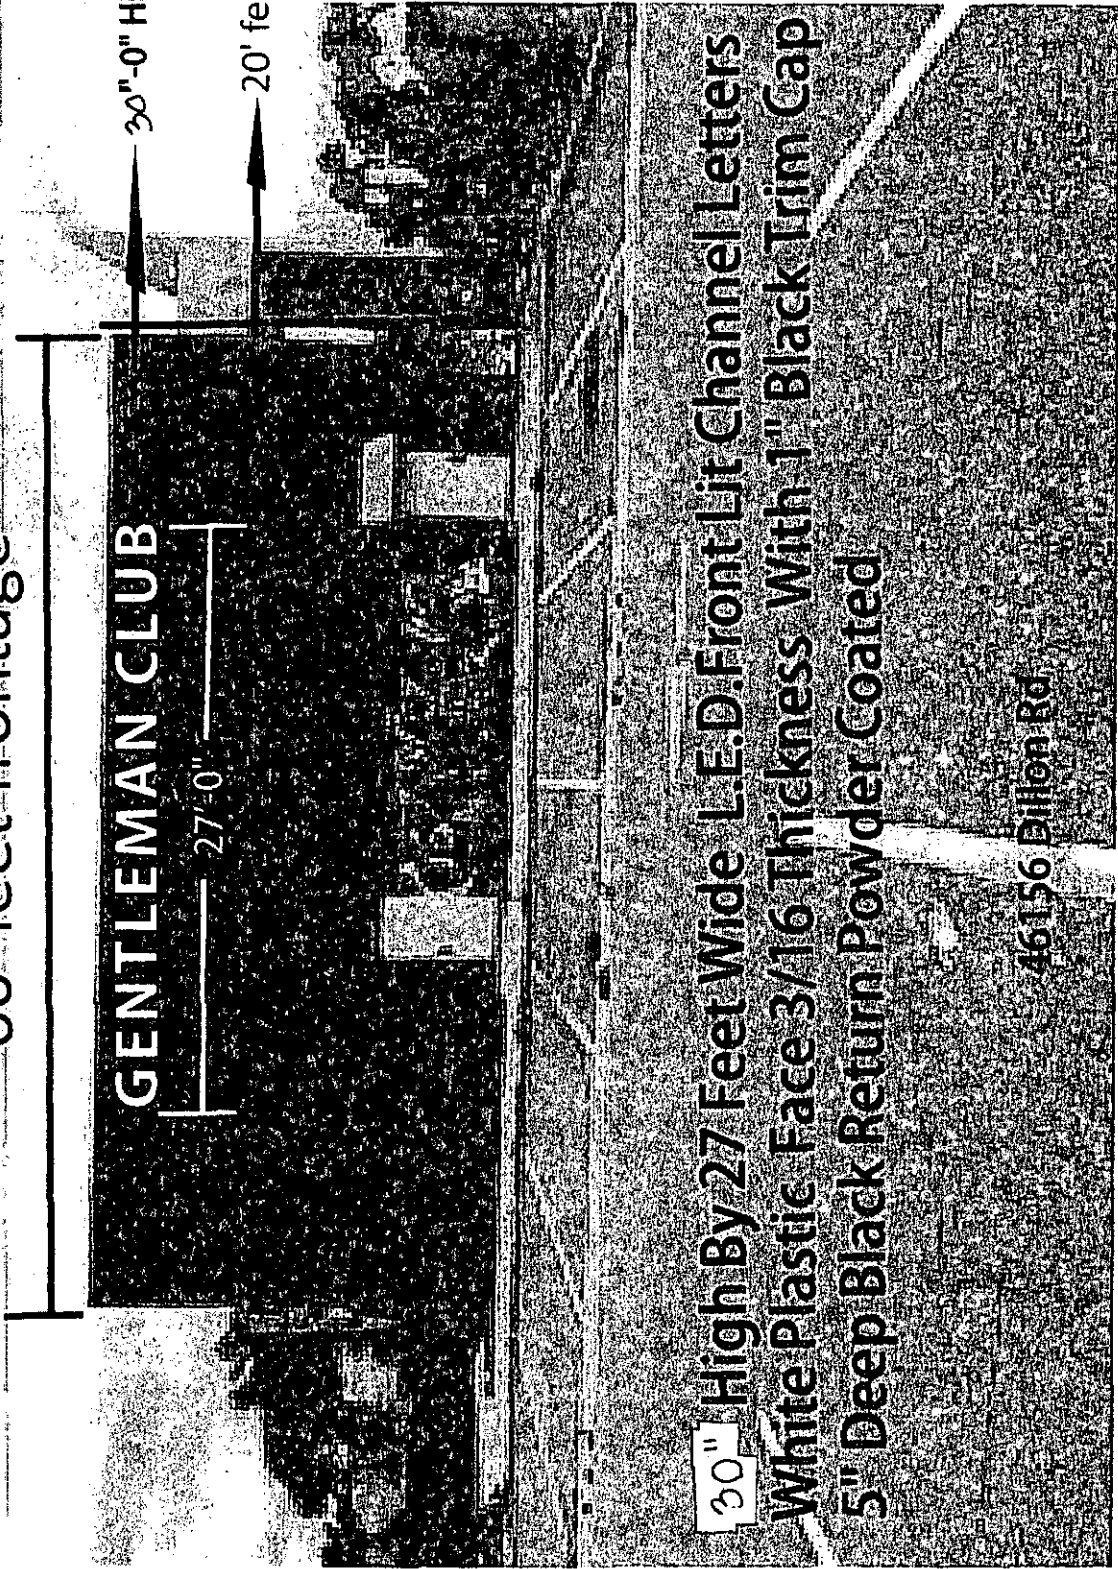 feet Frontage
30"-0" H
GENTLEMAN CLUB
27'-0"
20' fe
30" High By 27 Feet Wide L.E.D.Front Lit Channel Letters
White Plastic Face 3/16 Thickness With 1" Black Trim Cap
5" Deep Black Return Powder Coated
46156 Dillon Rd